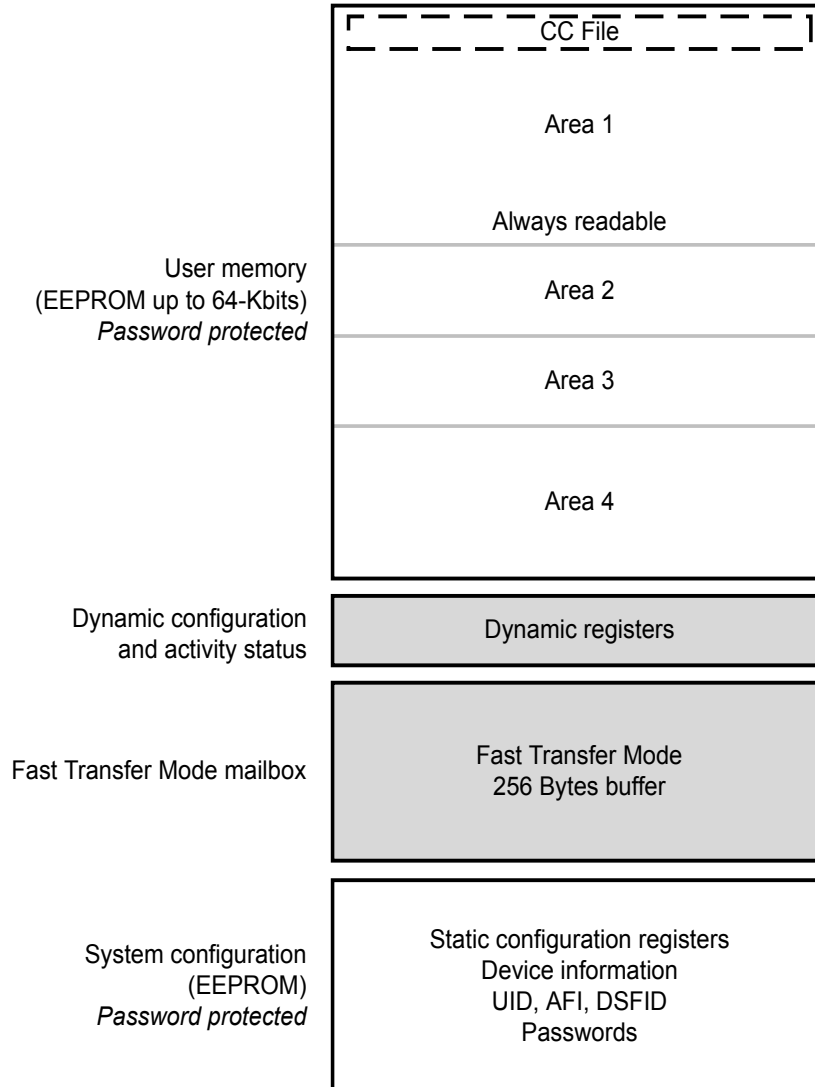 CC File
Area 1
Always readable
User memory
(EEPROM up to 64-Kbits)
Password protected
Area 2
Area 3
Area 4
Dynamic configuration
and activity status
Dynamic registers
Fast Transfer Mode mailbox
Fast Transfer Mode
256 Bytes buffer
System configuration
(EEPROM)
Password protected
Static configuration registers
Device information
UID, AFI, DSFID
Passwords